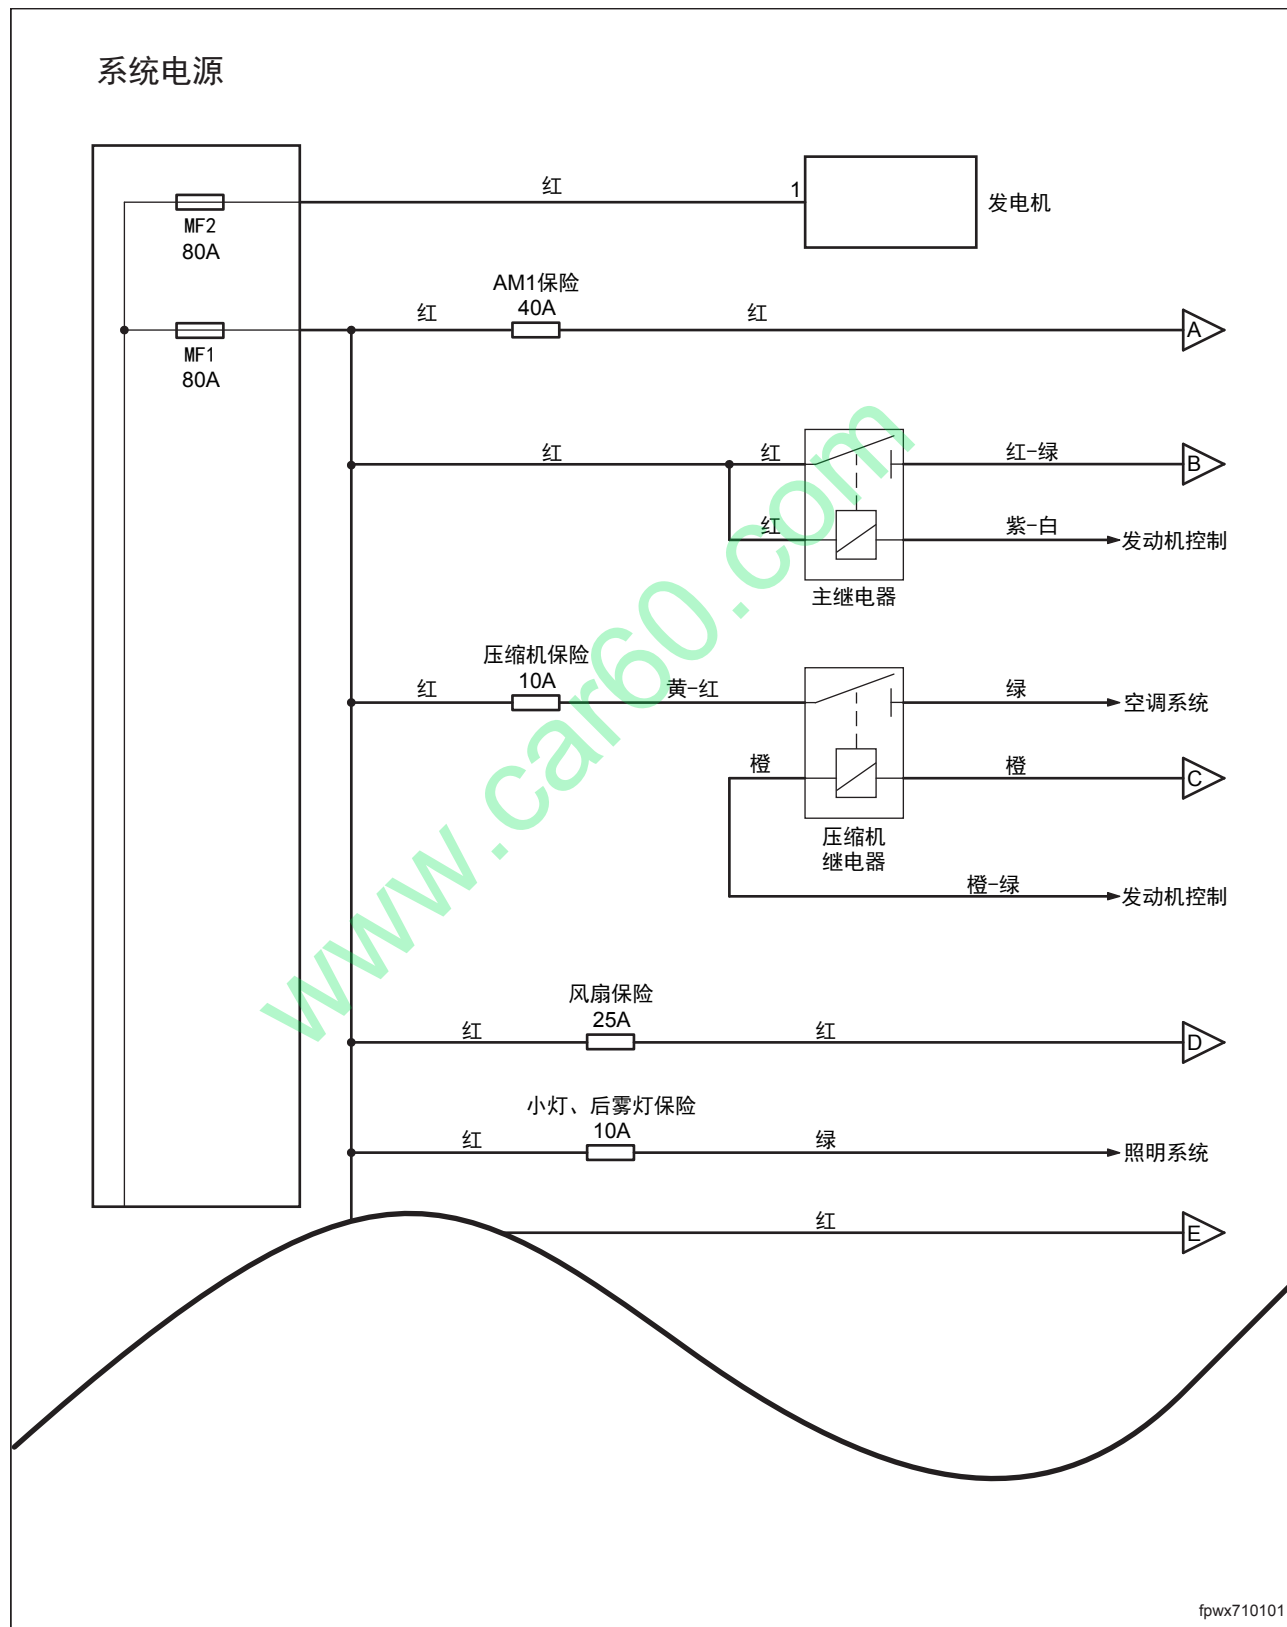 系统电源
红
1
发电机
MF2
80A
AM1保险
红
40A
红
A
MF1
80A
红
红
红-绿
B
红
紫-白
发动机控制
主继电器
压缩机保险
红
10A
黄-红
绿
空调系统
橙
橙
C
压缩机
继电器
橙-绿
发动机控制
风扇保险
红
25A
红
D
小灯、后雾灯保险
红
10A
绿
照明系统
红
E
www.car60.com
fpwx710101